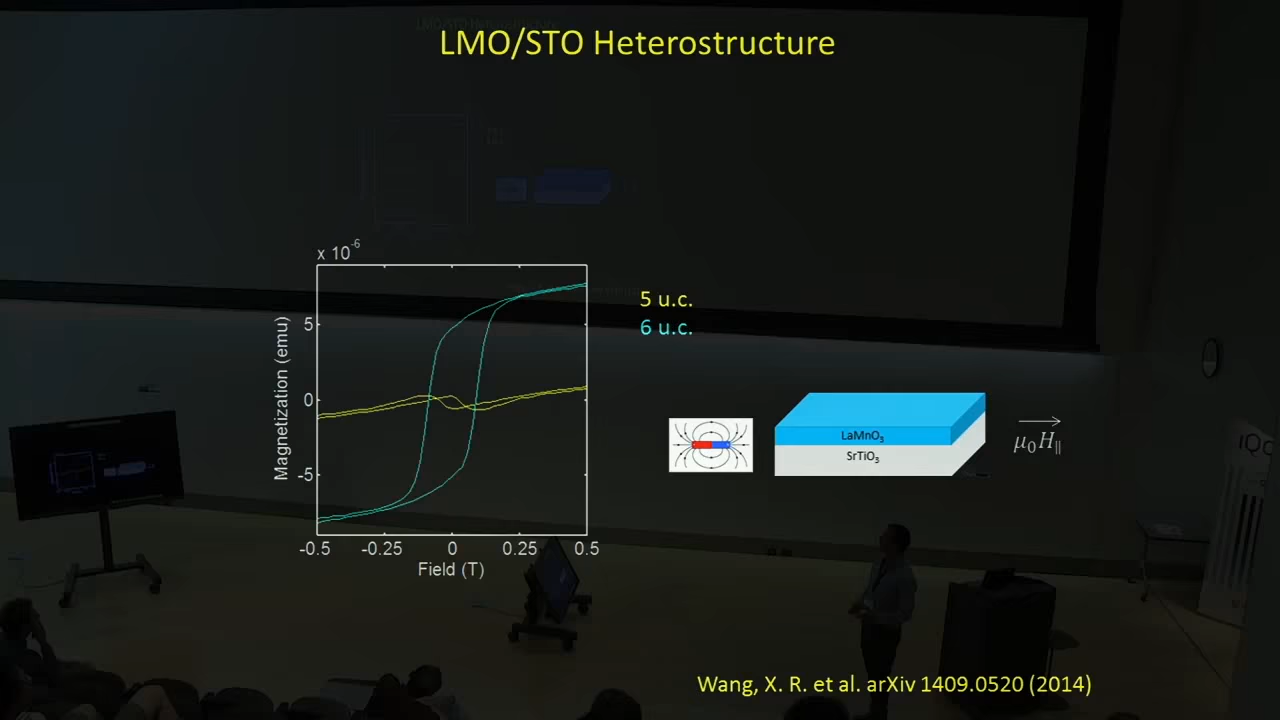 LMO/STO Heterostructure
x 10^-6
5
0
-5
Magnetization (emu)
-0.5 -0.25 0 0.25 0.5
Field (T)
5 u.c.
6 u.c.
LaMnO₃
SrTiO₃
μ₀H∥
iQC
Wang, X. R. et al. arXiv 1409.0520 (2014)